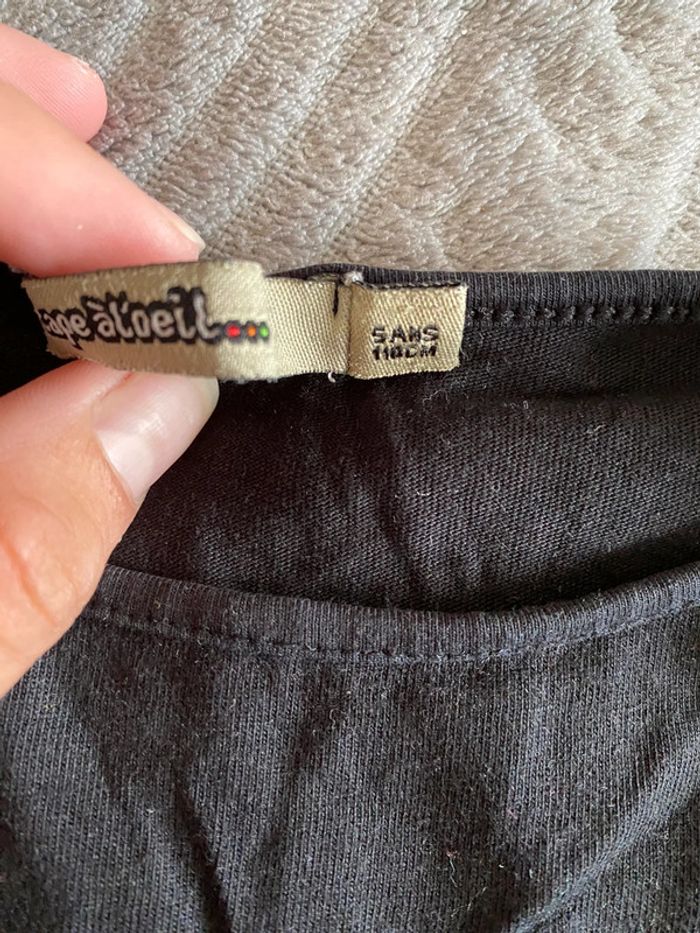 tape à l'oeil...
5 ANS
110CM